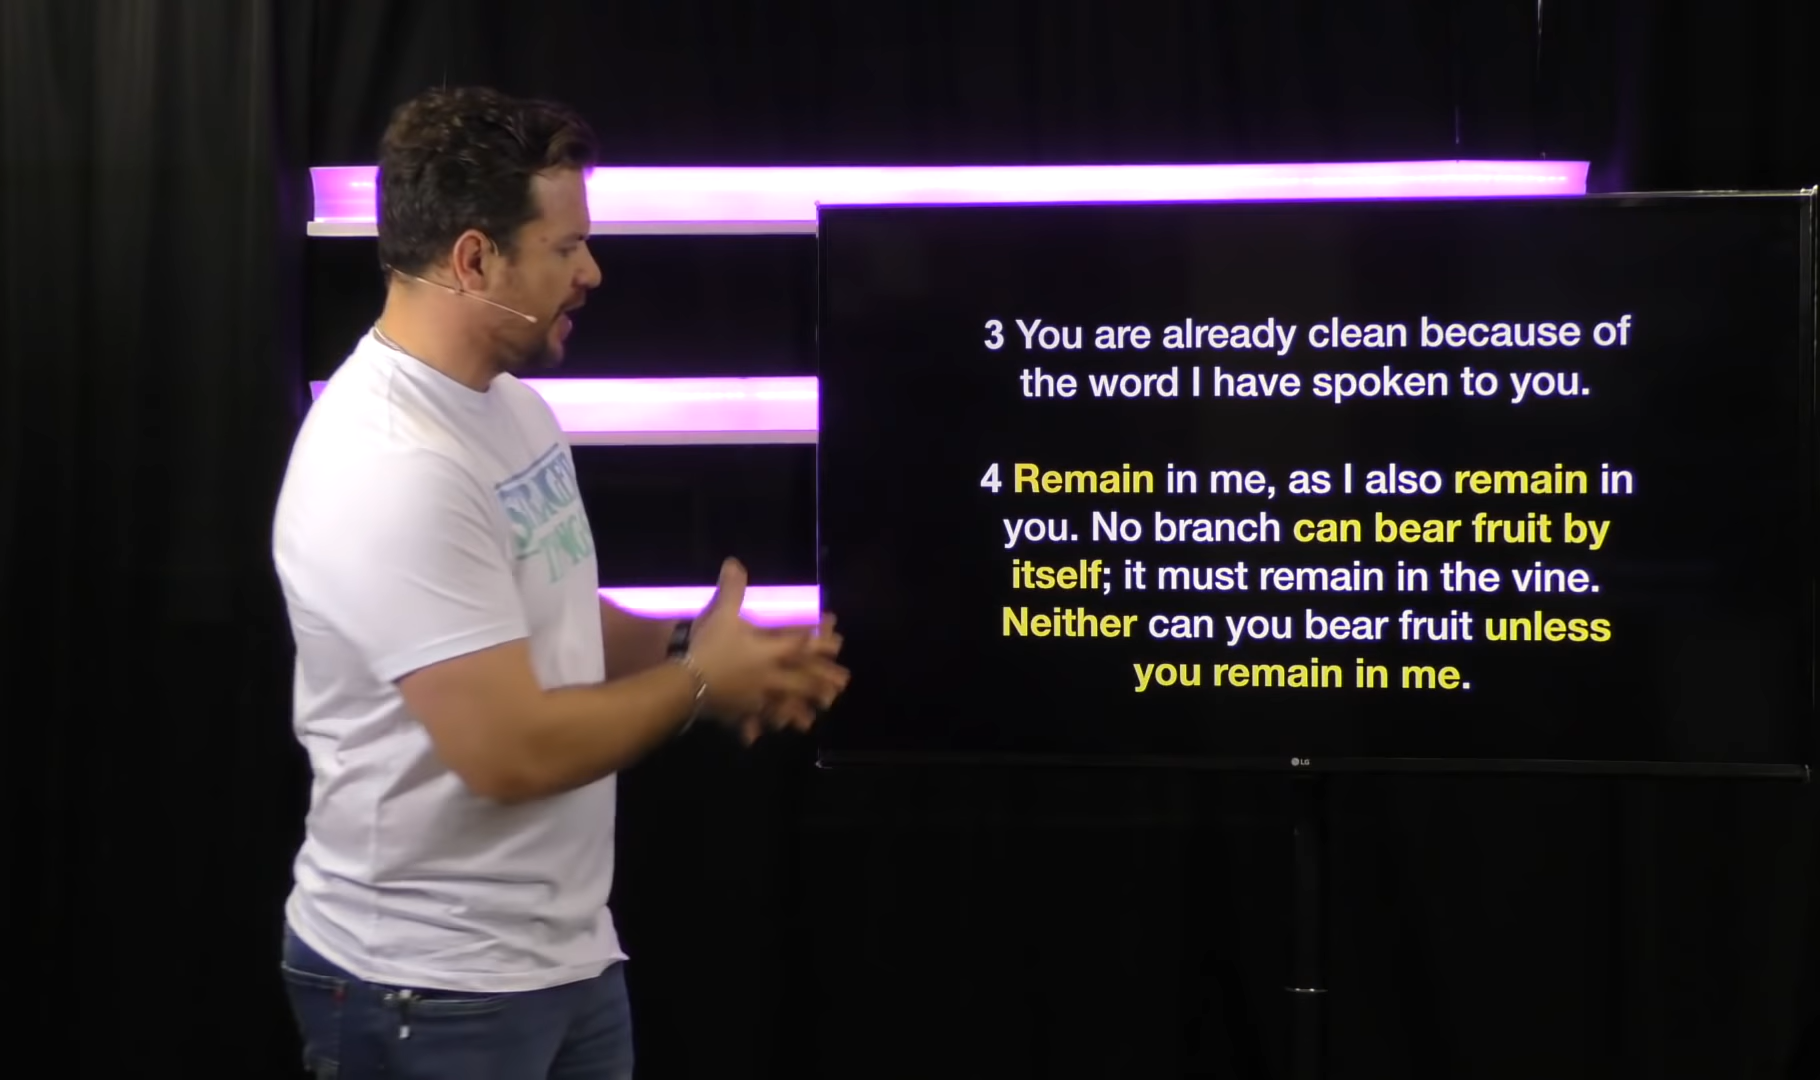 3 You are already clean because of
the word I have spoken to you.
4 Remain in me, as I also remain in
you. No branch can bear fruit by
itself; it must remain in the vine.
Neither can you bear fruit unless
you remain in me.
LG